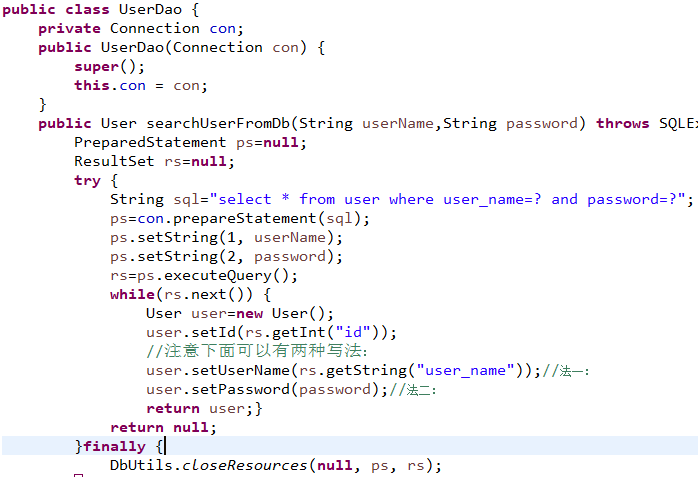 public class UserDao {
    private Connection con;
    public UserDao(Connection con) {
        super();
        this.con = con;
    }
    public User searchUserFromDb(String userName,String password) throws SQLEx
        PreparedStatement ps=null;
        ResultSet rs=null;
        try {
            String sql="select * from user where user_name=? and password=?";
            ps=con.prepareStatement(sql);
            ps.setString(1, userName);
            ps.setString(2, password);
            rs=ps.executeQuery();
            while(rs.next()) {
                User user=new User();
                user.setId(rs.getInt("id"));
                //注意下面可以有两种写法:
                user.setUserName(rs.getString("user_name"));//法一:
                user.setPassword(password);//法二:
                return user;}
            return null;
        }finally {
            DbUtils.closeResources(null, ps, rs);